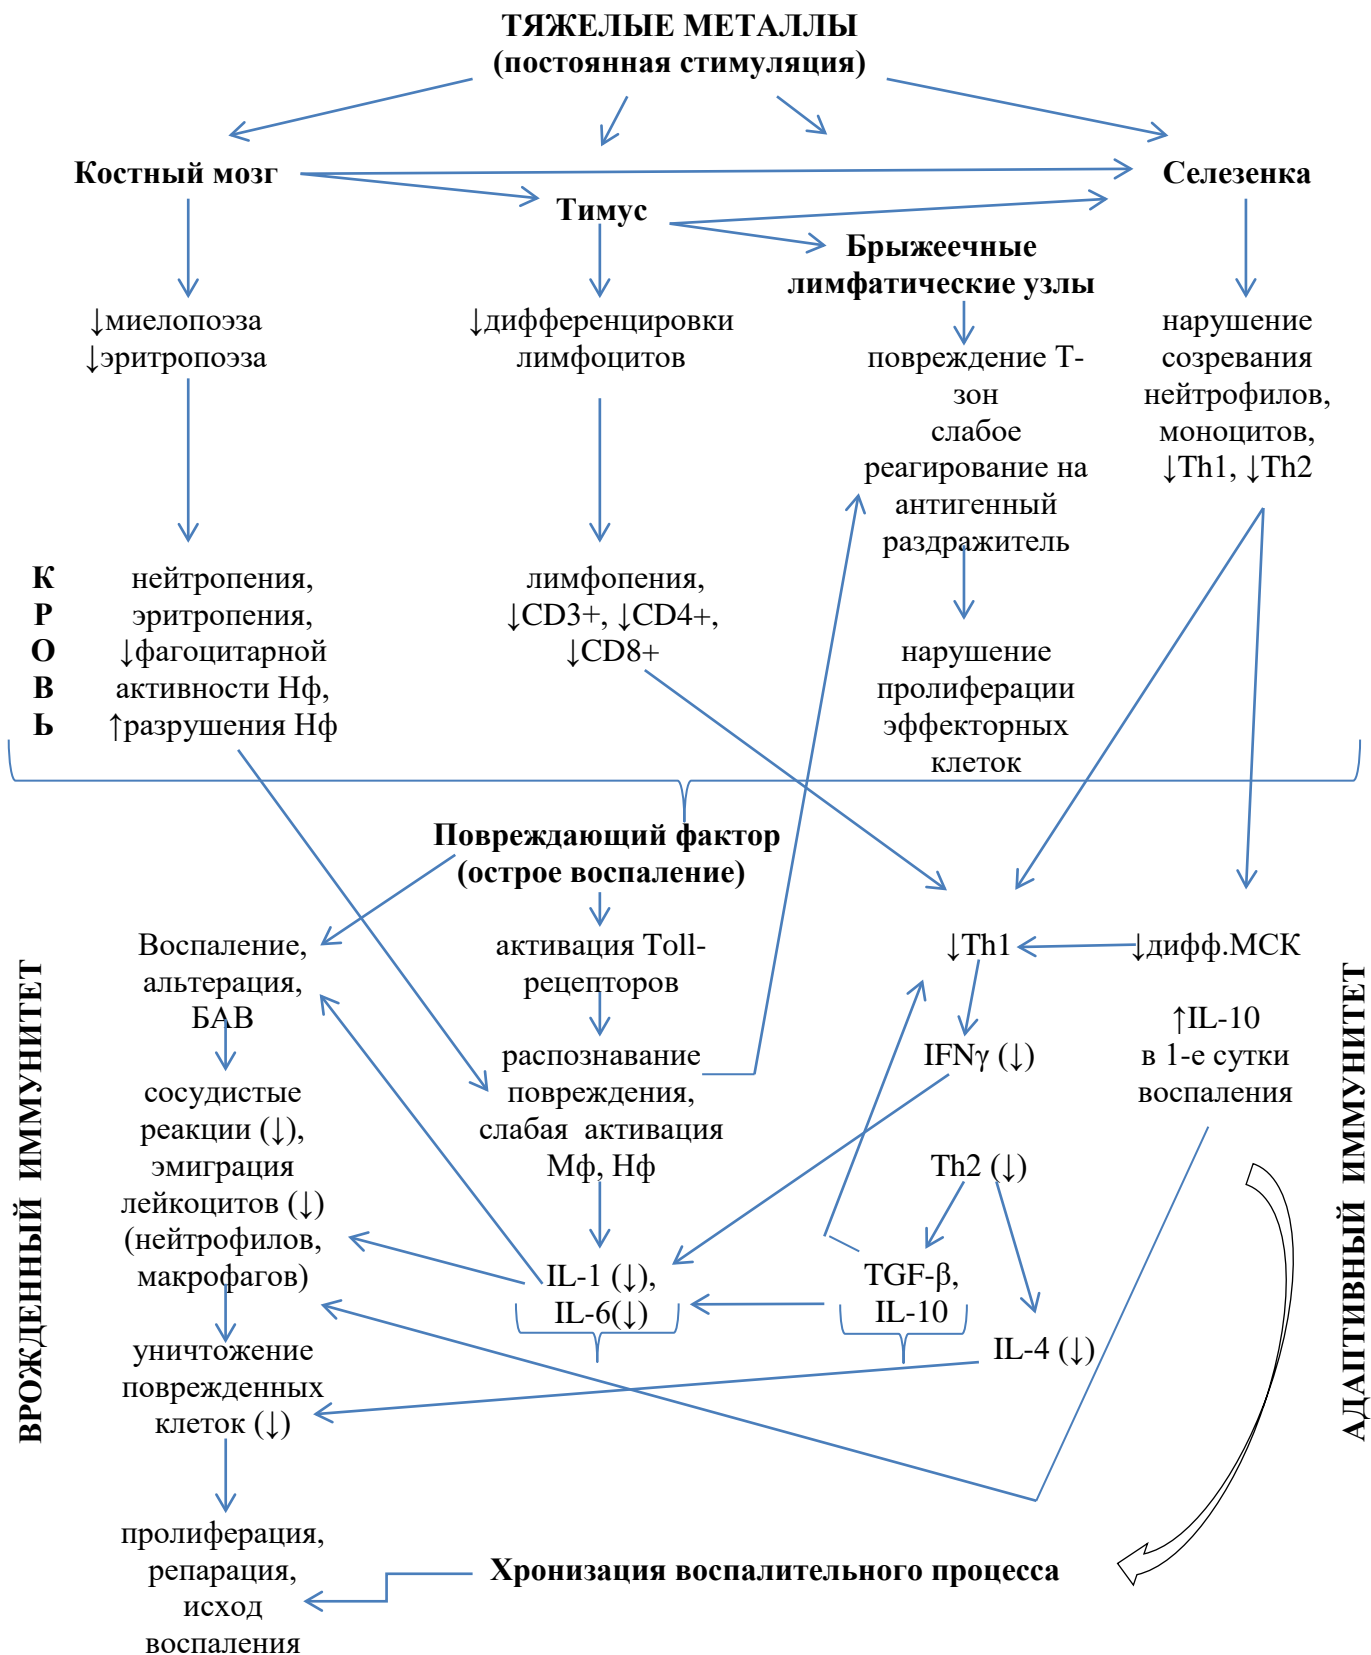 ТЯЖЕЛЫЕ МЕТАЛЛЫ
(постоянная стимуляция)
Костный мозг
Тимус
Брыжеечные
лимфатические узлы
Селезенка
↓миелопоэза
↓эритропоэза
↓дифференцировки
лимфоцитов
повреждение Т-
зон
слабое
реагирование на
антигенный
раздражитель
нарушение
созревания
нейтрофилов,
моноцитов,
↓Th1, ↓Th2
К
Р
О
В
Ь
нейтропения,
эритропения,
↓фагоцитарной
активности Нф,
↑разрушения Нф
лимфопения,
↓CD3+, ↓CD4+,
↓CD8+
нарушение
пролиферации
эффекторных
клеток
Повреждающий фактор
(острое воспаление)
ВРОЖДЕННЫЙ ИММУНИТЕТ
Воспаление,
альтерация,
БАВ
сосудистые
реакции (↓),
эмиграция
лейкоцитов (↓)
(нейтрофилов,
макрофагов)
уничтожение
поврежденных
клеток (↓)
пролиферация,
репарация,
исход
воспаления
активация Toll-
рецепторов
распознавание
повреждения,
слабая активация
Мф, Нф
IL-1 (↓),
IL-6(↓)
↓Th1
IFNγ (↓)
Th2 (↓)
TGF-β,
IL-10
IL-4 (↓)
↓дифф.МСК
↑IL-10
в 1-е сутки
воспаления
АДАПТИВНЫЙ ИММУНИТЕТ
Хронизация воспалительного процесса